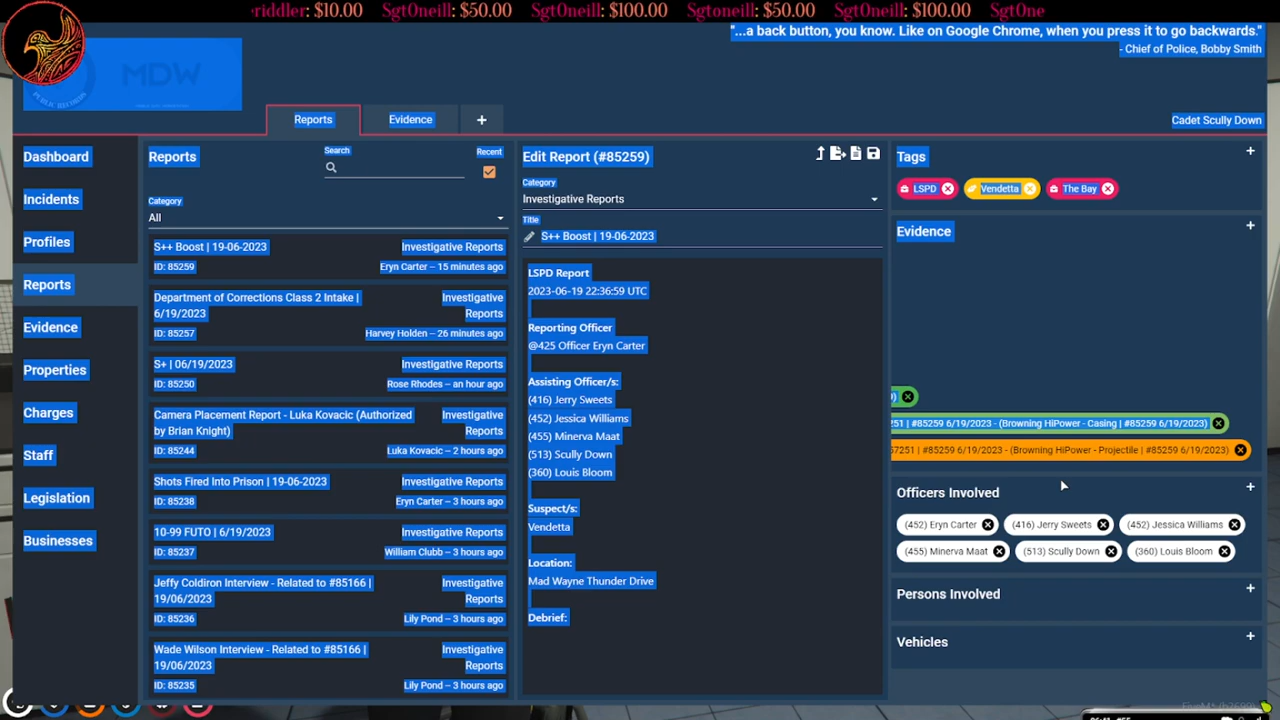 riddler: $10.00 SgtOneill: $50.00 SgtOneill: $100.00 Sgtoneill: $50.00 SgtOneill: $100.00 SgtOne
"...a back button, you know. Like on Google Chrome, when you press it to go backwards."
- Chief of Police, Bobby Smith
MDW
PUBLIC RECORDS
Reports
Evidence
+
Cadet Scully Down
Dashboard
Incidents
Profiles
Reports
Evidence
Properties
Charges
Staff
Legislation
Businesses
Reports
Search
Recent
Category
All
S++ Boost | 19-06-2023
Investigative Reports
ID: 85259
Eryn Carter – 15 minutes ago
Department of Corrections Class 2 Intake |
6/19/2023
Investigative
Reports
ID: 85257
Harvey Holden – 26 minutes ago
S+ | 06/19/2023
Investigative Reports
ID: 85250
Rose Rhodes – an hour ago
Camera Placement Report - Luka Kovacic (Authorized
by Brian Knight)
Investigative
Reports
ID: 85244
Luka Kovacic – 2 hours ago
Shots Fired Into Prison | 19-06-2023
Investigative Reports
ID: 85238
Eryn Carter – 3 hours ago
10-99 FUTO | 6/19/2023
Investigative Reports
ID: 85237
William Clubb – 3 hours ago
Jeffy Coldiron Interview - Related to #85166 |
19/06/2023
Investigative
Reports
ID: 85236
Lily Pond – 3 hours ago
Wade Wilson Interview - Related to #85166 |
19/06/2023
Investigative
Reports
ID: 85235
Lily Pond – 3 hours ago
Edit Report (#85259)
Category
Investigative Reports
Title
S++ Boost | 19-06-2023
LSPD Report
2023-06-19 22:36:59 UTC
Reporting Officer
@425 Officer Eryn Carter
Assisting Officer/s:
(416) Jerry Sweets
(452) Jessica Williams
(455) Minerva Maat
(513) Scully Down
(360) Louis Bloom
Suspect/s:
Vendetta
Location:
Mad Wayne Thunder Drive
Debrief:
Tags
LSPD
Vendetta
The Bay
Evidence
251 | #85259 6/19/2023 - (Browning HiPower - Casing | #85259 6/19/2023)
57251 | #85259 6/19/2023 - (Browning HiPower - Projectile | #85259 6/19/2023)
Officers Involved
(452) Eryn Carter
(416) Jerry Sweets
(452) Jessica Williams
(455) Minerva Maat
(513) Scully Down
(360) Louis Bloom
Persons Involved
Vehicles